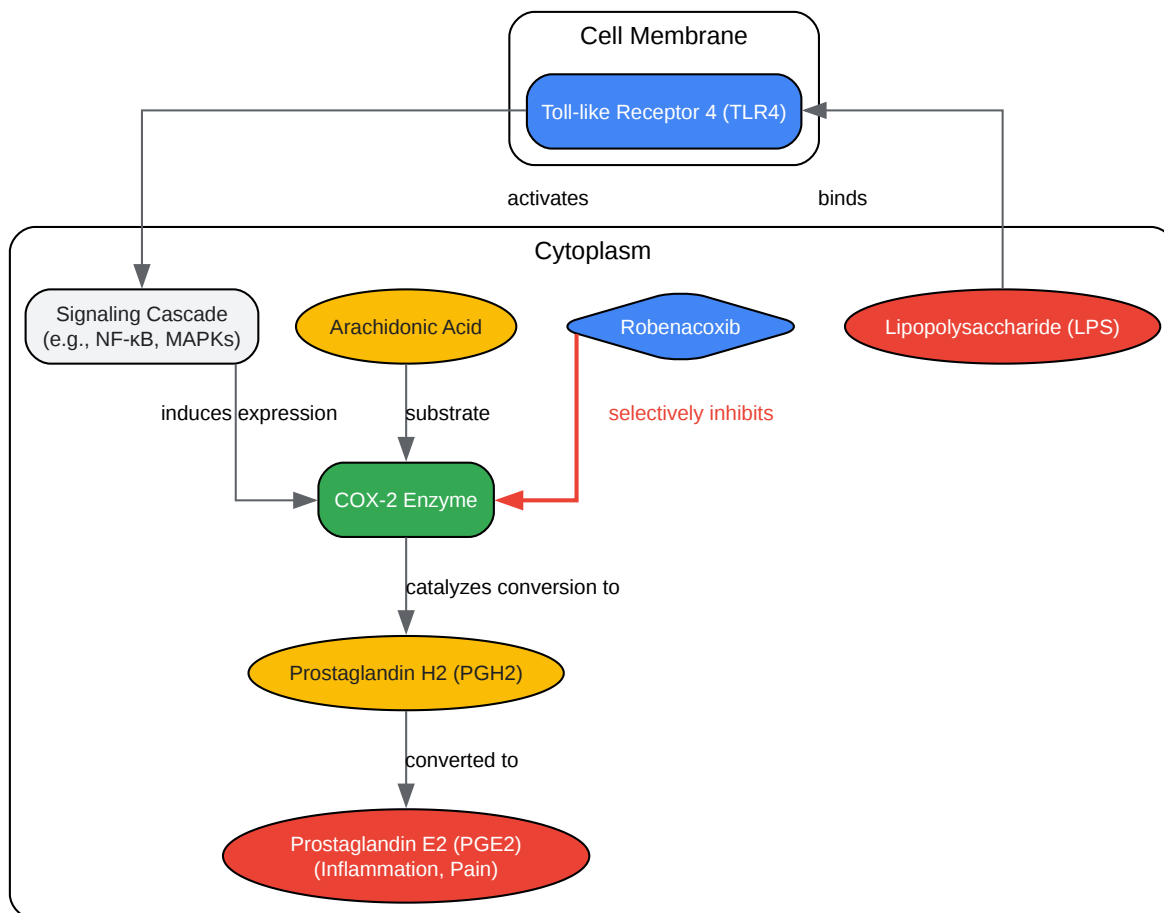 Cell Membrane
Toll-like Receptor 4 (TLR4)
activates
binds
Cytoplasm
Signaling Cascade
(e.g., NF-κB, MAPKs)
Arachidonic Acid
Robenacoxib
Lipopolysaccharide (LPS)
induces expression
substrate
selectively inhibits
COX-2 Enzyme
catalyzes conversion to
Prostaglandin H2 (PGH2)
converted to
Prostaglandin E2 (PGE2)
(Inflammation, Pain)